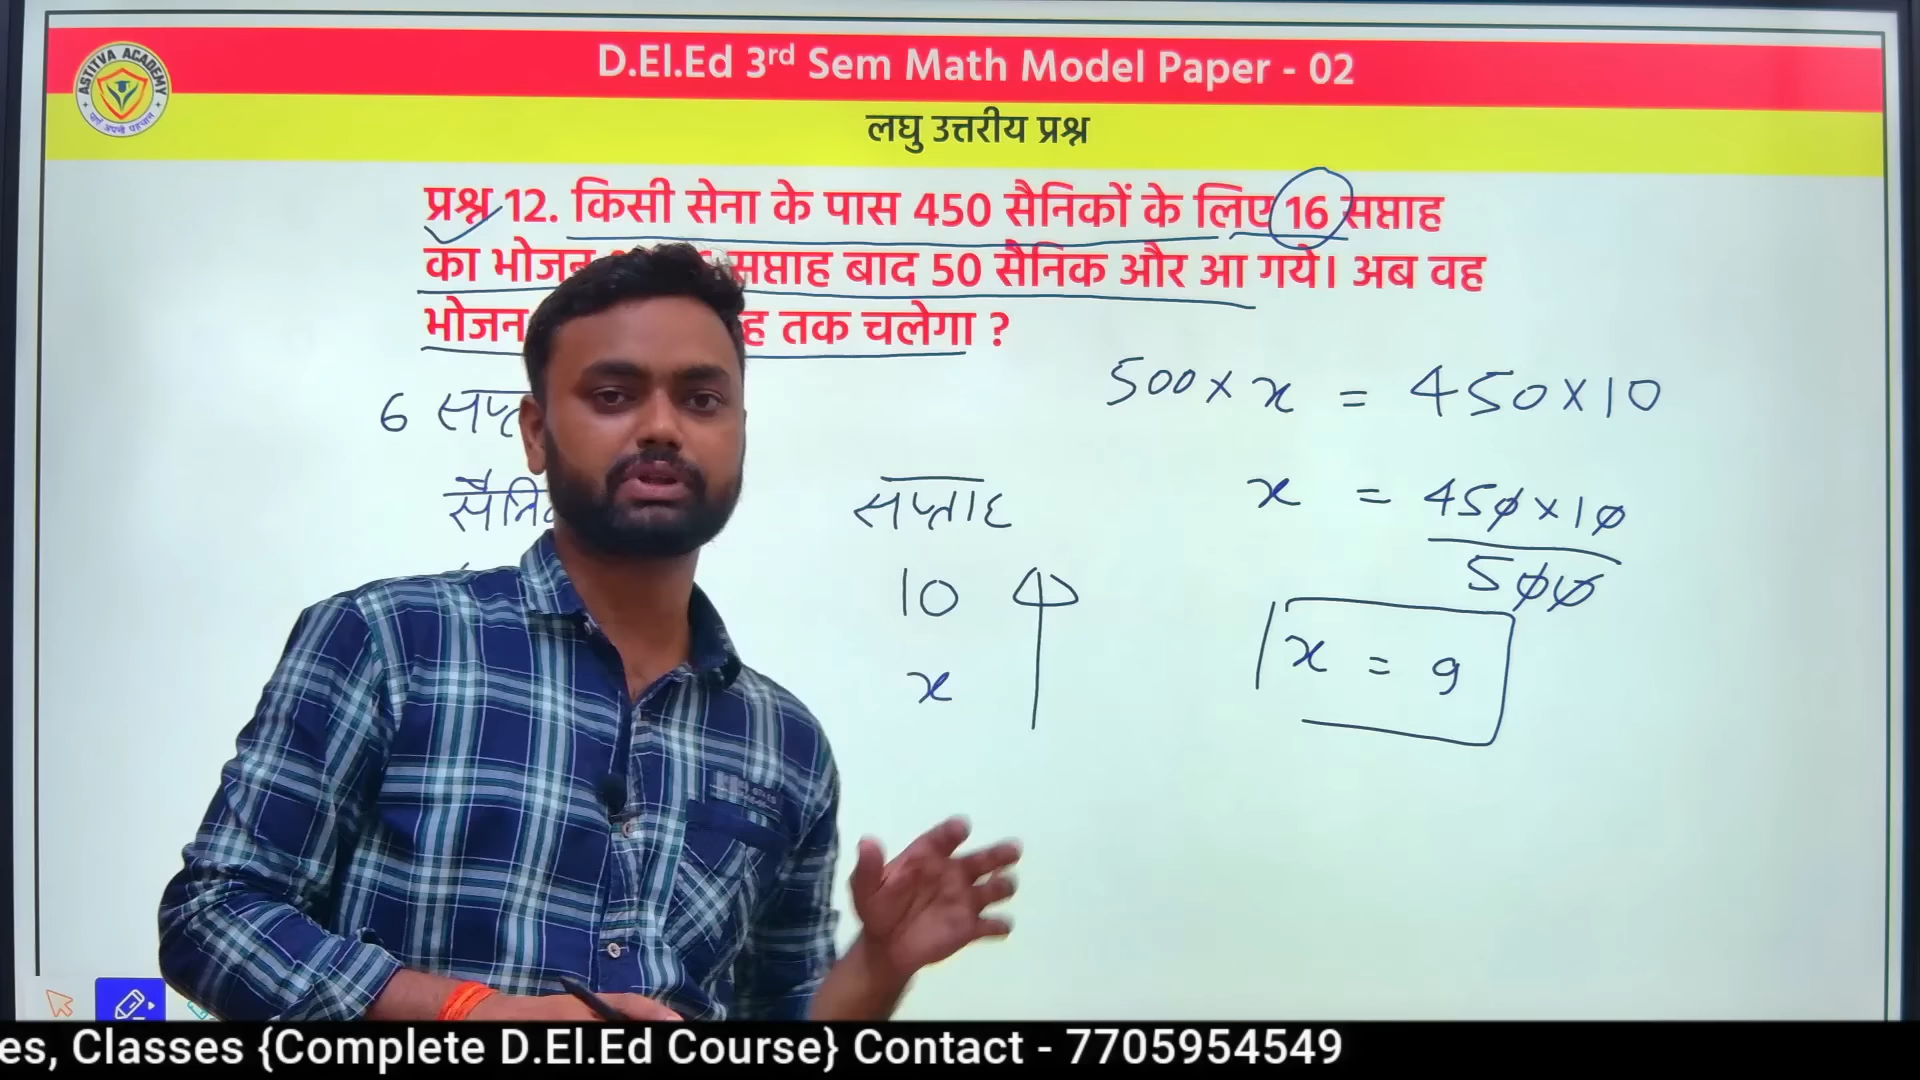 ASTITVA ACADEMY
D.El.Ed 3rd Sem Math Model Paper - 02
लघु उत्तरीय प्रश्न
प्रश्न 12. किसी सेना के पास 450 सैनिकों के लिए 16 सप्ताह
का भोजन सप्ताह बाद 50 सैनिक और आ गये। अब वह
भोजन तक चलेगा ?
500 × x = 450 × 10
6
x = 450 × 10
500
सप्ताह
10
x
x = 9
es, Classes {Complete D.El.Ed Course} Contact - 7705954549